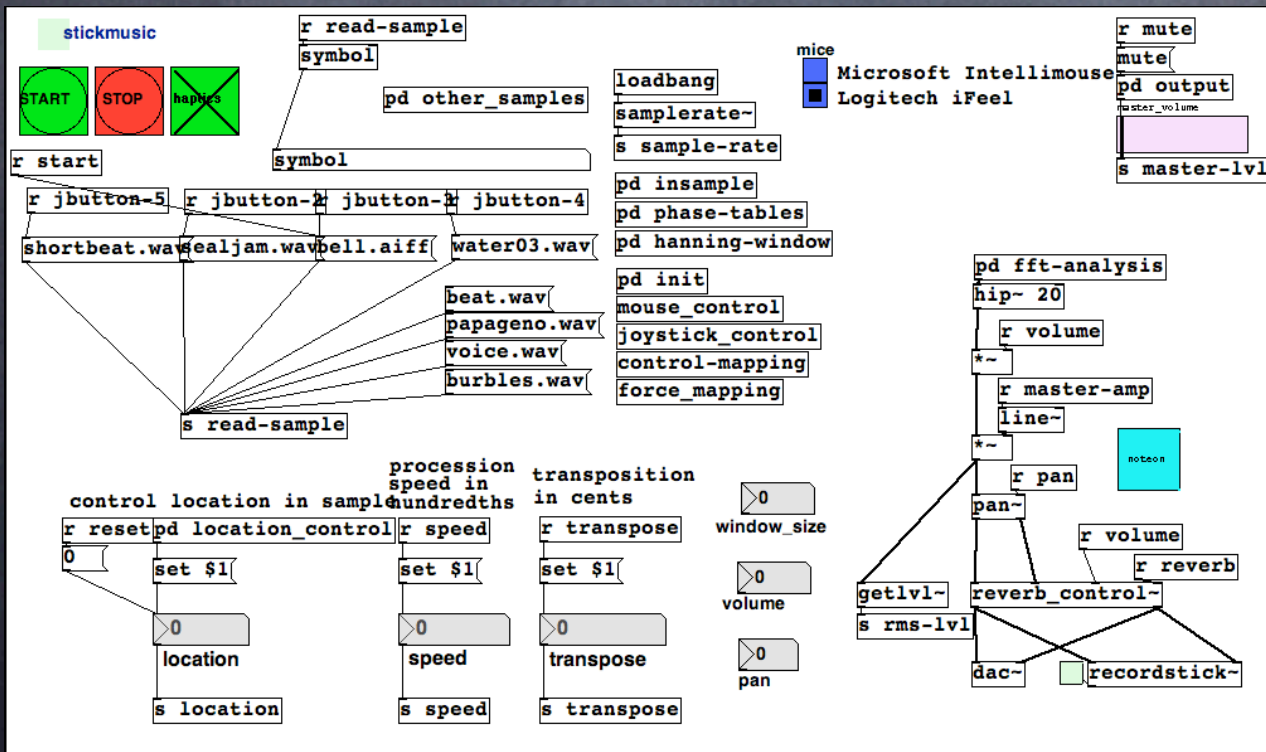 stickmusic
r read-sample
symbol
START
STOP
haptics
pd other_samples
r start
symbol
r jbutton-5
r jbutton-2
r jbutton-3
r jbutton-4
shortbeat.wav
sealjam.wav
bell.aiff
water03.wav
beat.wav
papageno.wav
voice.wav
burbles.wav
s read-sample
loadbang
samplerate~
s sample-rate
pd insample
pd phase-tables
pd hanning-window
pd init
mouse_control
joystick_control
control-mapping
force_mapping
mice
Microsoft Intellimouse
Logitech iFeel
r mute
mute
pd output
master_volume
s master-lvl
control location in sample
r reset
pd location_control
0
set $1
0
location
s location
procession
speed in
hundredths
r speed
set $1
0
speed
s speed
transposition
in cents
r transpose
set $1
0
transpose
s transpose
0
window_size
0
volume
0
pan
pd fft-analysis
hip~ 20
r volume
*~
r master-amp
line~
*~
noteon
r pan
pan~
r volume
r reverb
getlvl~
reverb_control~
s rms-lvl
dac~
recordstick~